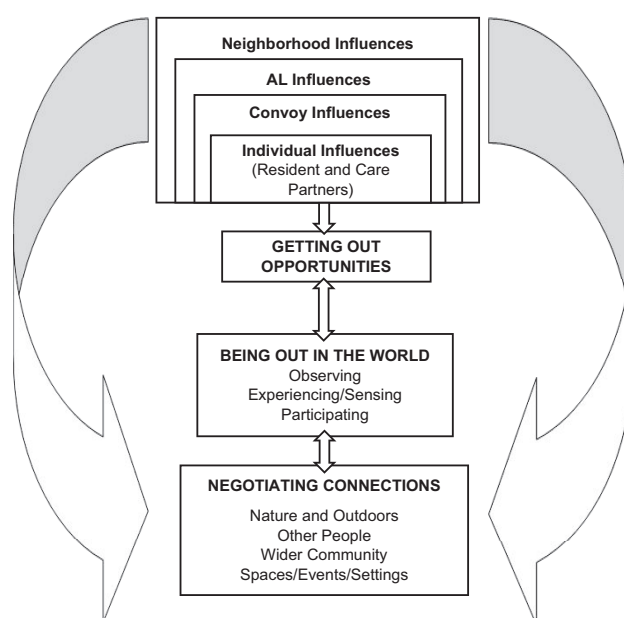 Neighborhood Influences
AL Influences
Convoy Influences
Individual Influences
(Resident and Care
Partners)
GETTING OUT
OPPORTUNITIES
BEING OUT IN THE WORLD
Observing
Experiencing/Sensing
Participating
NEGOTIATING CONNECTIONS
Nature and Outdoors
Other People
Wider Community
Spaces/Events/Settings